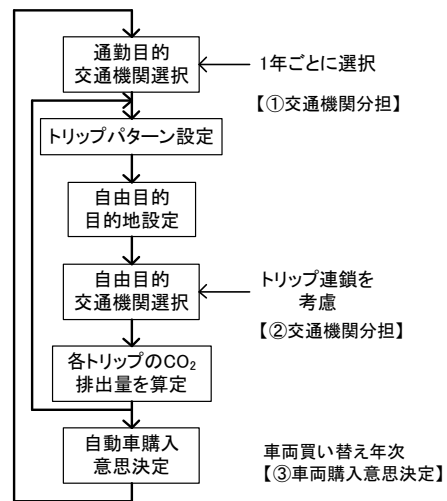 通勤目的
交通機関選択
1年ごとに選択
【①交通機関分担】
トリップパターン設定
自由目的
目的地設定
自由目的
交通機関選択
トリップ連鎖を
考慮
【②交通機関分担】
各トリップのCO₂
排出量を算定
自動車購入
意思決定
車両買い替え年次
【③車両購入意思決定】